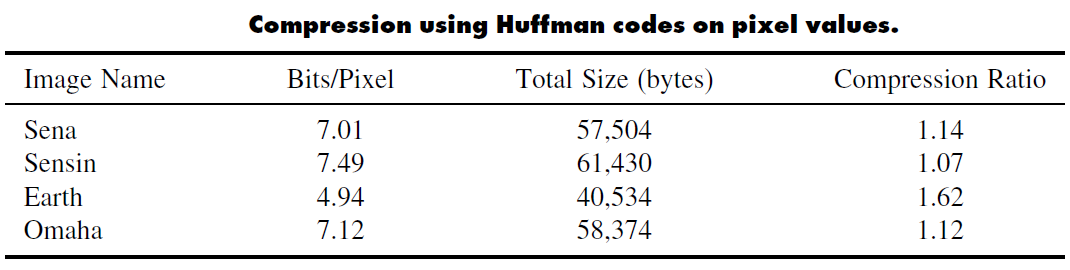 Compression using Huffman codes on pixel values.
Image Name Bits/Pixel Total Size (bytes) Compression Ratio
Sena 7.01 57,504 1.14
Sensin 7.49 61,430 1.07
Earth 4.94 40,534 1.62
Omaha 7.12 58,374 1.12